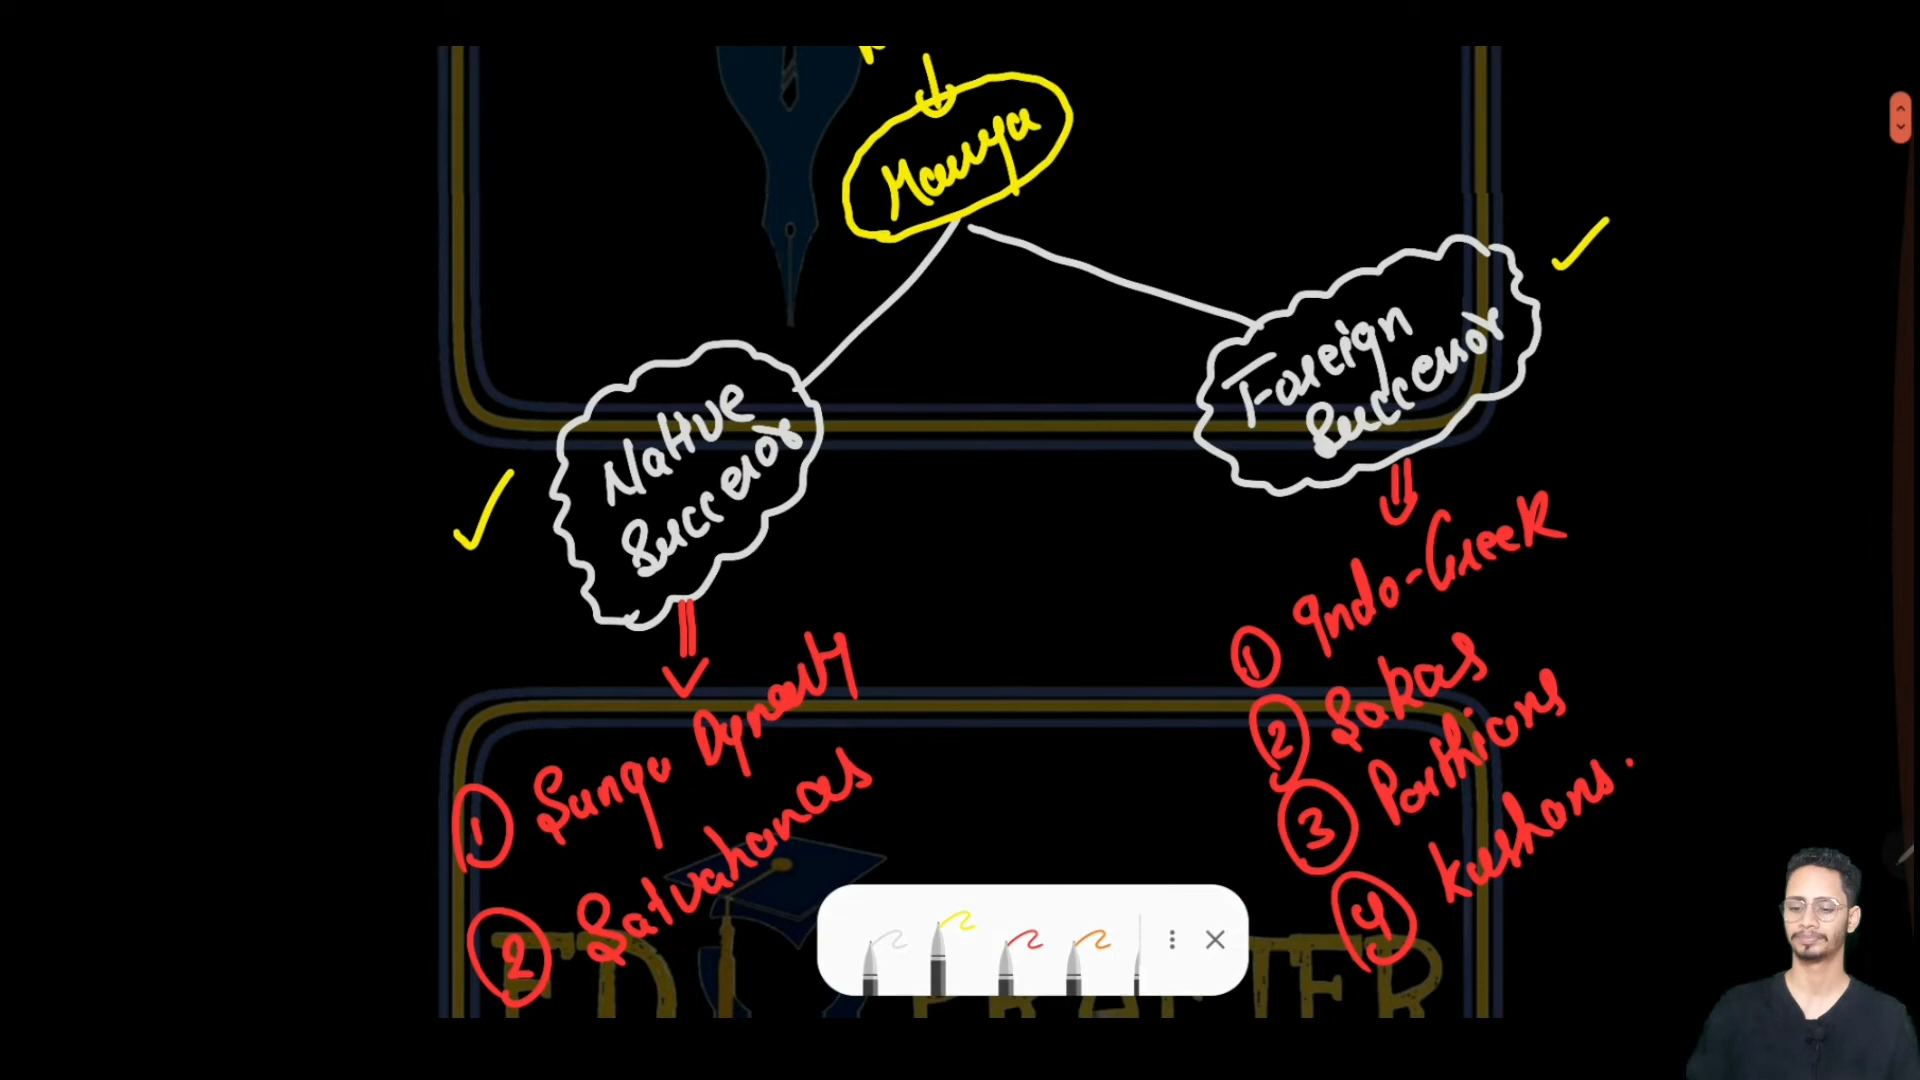 Maurya
Native
Successor
Foreign
Successor
① Sunga Dynasty
② Satvahanas
① Indo-Greek
② Sakas
③ Parthians
④ Kushans.